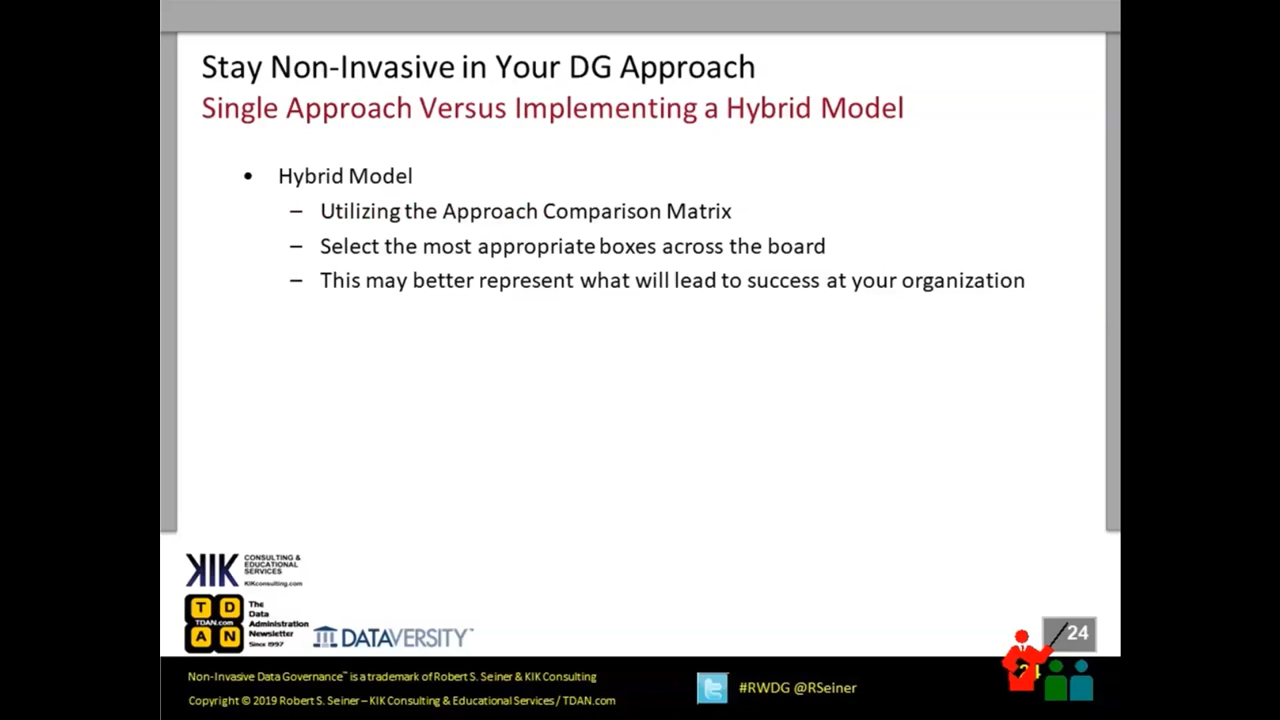 Stay Non-Invasive in Your DG Approach
Single Approach Versus Implementing a Hybrid Model
• Hybrid Model
– Utilizing the Approach Comparison Matrix
– Select the most appropriate boxes across the board
– This may better represent what will lead to success at your organization
KIK CONSULTING &
EDUCATIONAL
SERVICES
KIKconsulting.com
T D
TDAN.com
A N
The
Data
Administration
Newsletter
Since 1997
DATAVERSITY™
24
Non-Invasive Data Governance™ is a trademark of Robert S. Seiner & KIK Consulting
Copyright © 2019 Robert S. Seiner – KIK Consulting & Educational Services / TDAN.com
#RWDG @RSeiner